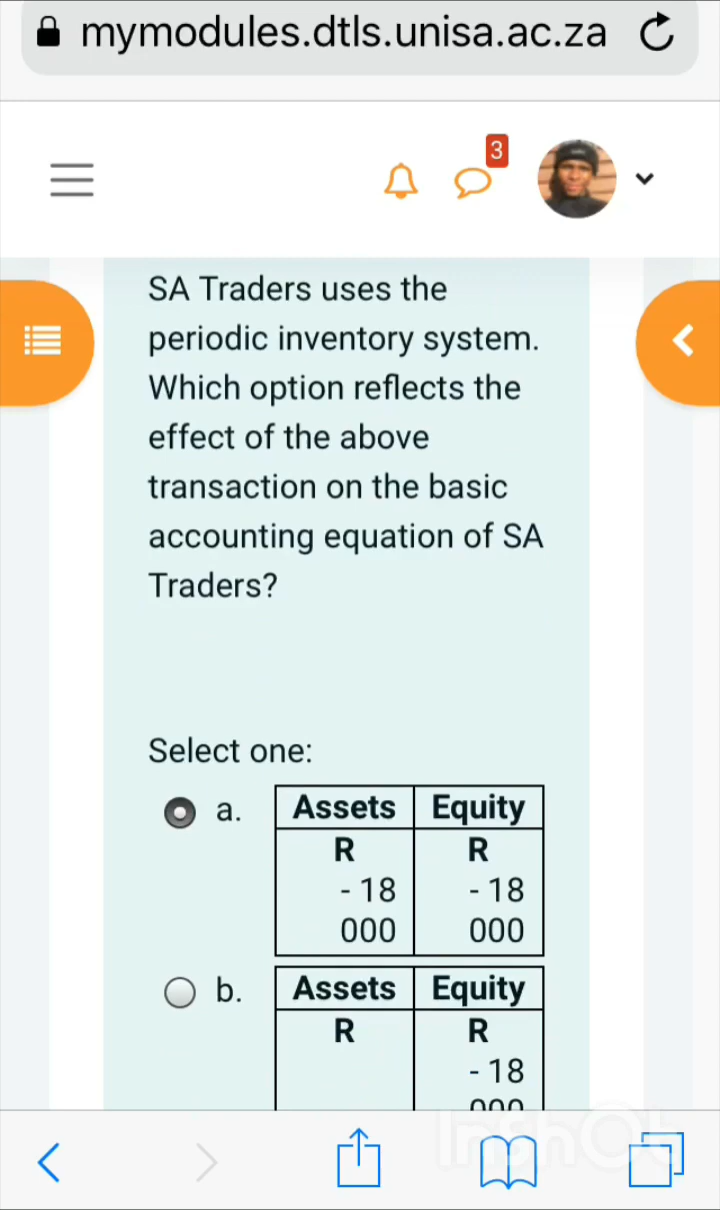 mymodules.dtls.unisa.ac.za
3
SA Traders uses the
periodic inventory system.
Which option reflects the
effect of the above
transaction on the basic
accounting equation of SA
Traders?
Select one:
a.
Assets Equity
R R
- 18 - 18
000 000
b.
Assets Equity
R R
- 18
000
InShOt